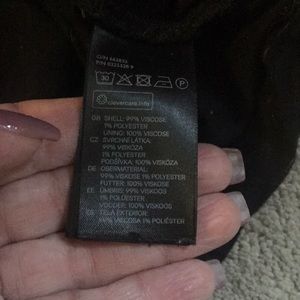 30
P
clevercare.info
GB SHELL: 99% VISCOSE
1% POLYESTER
LINING: 100% VISCOSE
CZ SVRCHNÍ LÁTKA:
99% VISKÓZA
1% POLYESTER
PODŠÍVKA: 100% VISKÓZA
DE OBERMATERIAL:
99% VISKOSE 1% POLYESTER
FUTTER: 100% VISKOSE
EE ÜMBRIS: 99% VISKOOS
1% POLÜESTER
VOODER: 100% VISKOOS
ES TELA EXTERIOR:
99% VISCOSA 1% POLIÉSTER